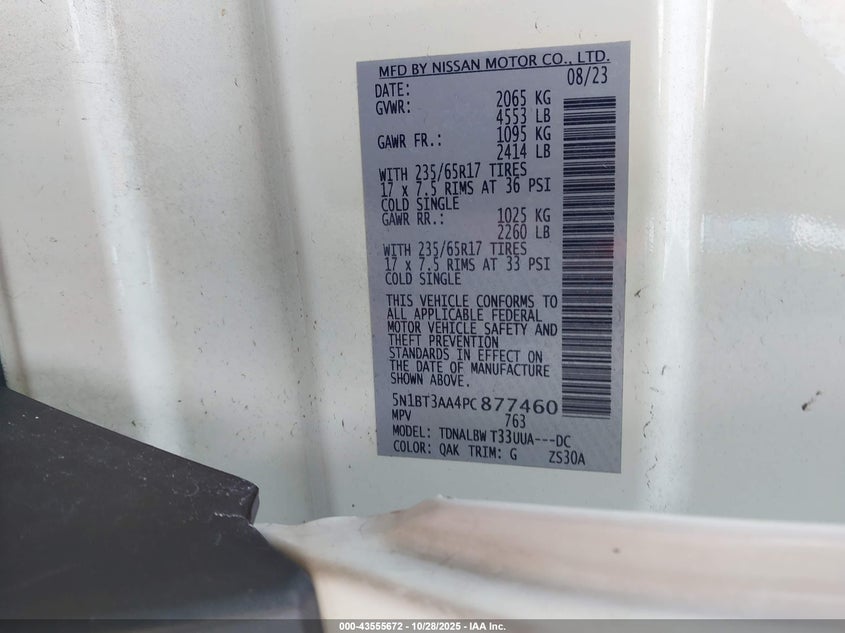 MFD BY NISSAN MOTOR CO., LTD.
DATE: 08/23
GVWR: 2065 KG
4553 LB
GAWR FR.: 1095 KG
2414 LB
WITH 235/65R17 TIRES
17 x 7.5 RIMS AT 36 PSI
COLD SINGLE
GAWR RR.: 1025 KG
2260 LB
WITH 235/65R17 TIRES
17 x 7.5 RIMS AT 33 PSI
COLD SINGLE
THIS VEHICLE CONFORMS TO
ALL APPLICABLE FEDERAL
MOTOR VEHICLE SAFETY AND
THEFT PREVENTION
STANDARDS IN EFFECT ON
THE DATE OF MANUFACTURE
SHOWN ABOVE.
5N1BT3AA4PC877460
MPV 763
MODEL: TDNALBW T33UUA---DC
COLOR: QAK TRIM: G ZS30A
000-43555672 | 10/28/2025 - IAA Inc.